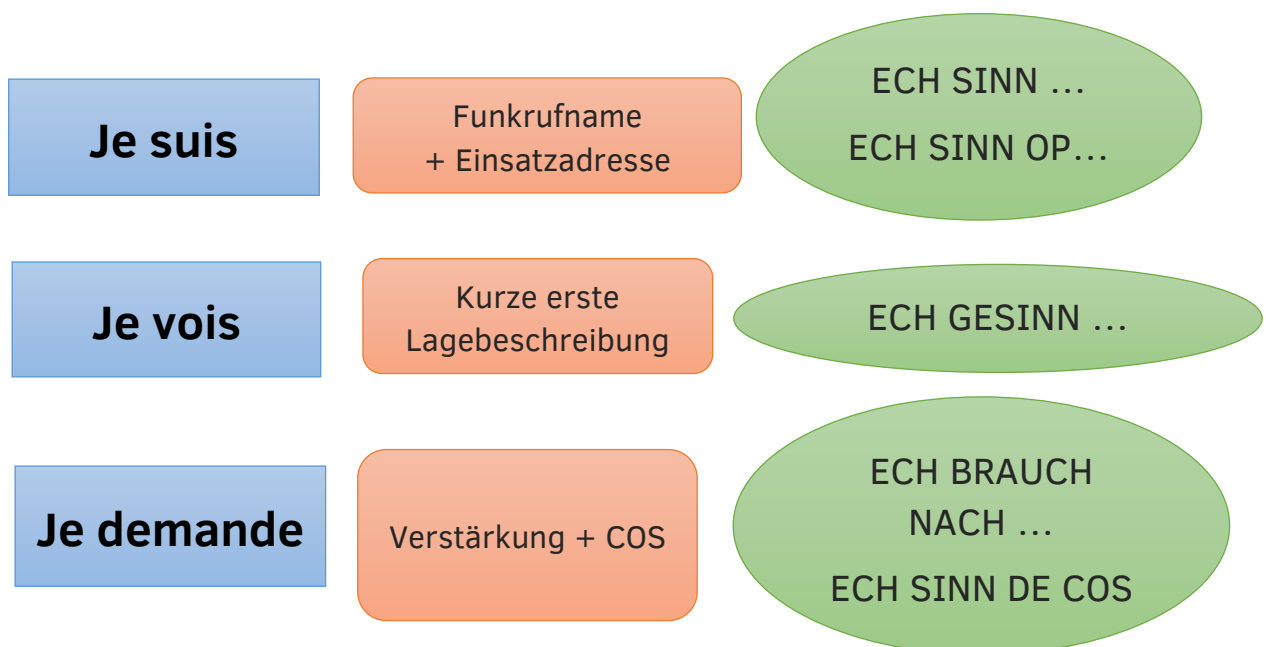 Je suis
Funkrufname
+ Einsatzadresse
ECH SINN …
ECH SINN OP…
Je vois
Kurze erste
Lagebeschreibung
ECH GESINN …
Je demande
Verstärkung + COS
ECH BRAUCH
NACH …
ECH SINN DE COS